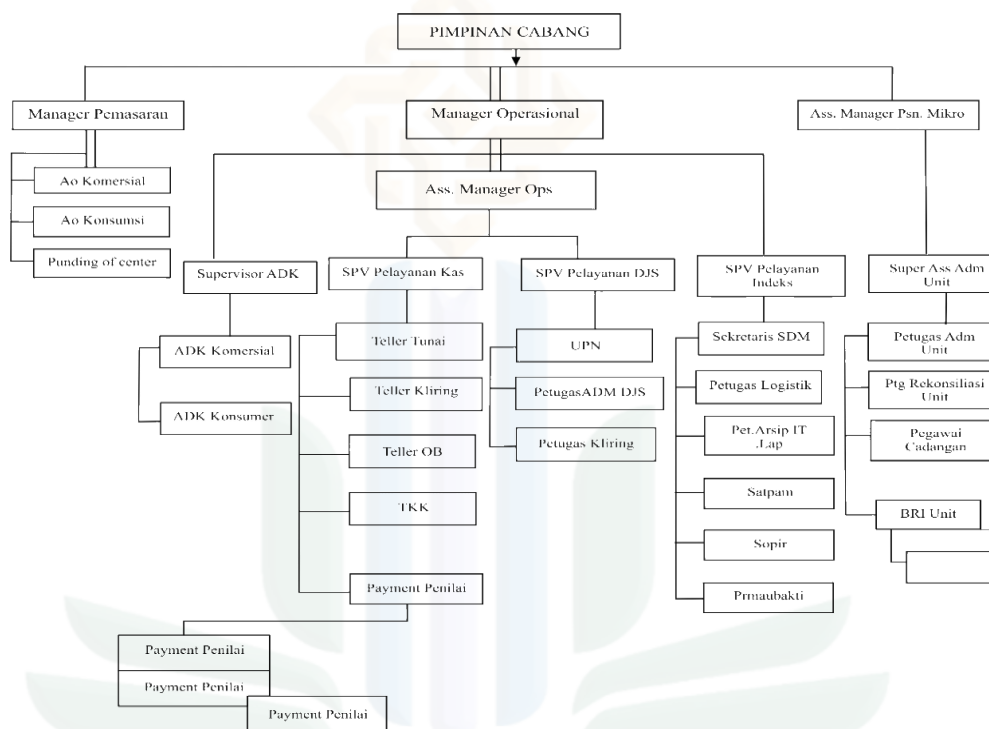 PIMPINAN CABANG
Manager Pemasaran
Manager Operasional
Ass. Manager Psn. Mikro
Ao Komersial
Ao Konsumsi
Punding of center
Ass. Manager Ops
Supervisor ADK
SPV Pelayanan Kas
SPV Pelayanan DJS
SPV Pelayanan
Indeks
Super Ass Adm
Unit
ADK Komersial
ADK Konsumer
Teller Tunai
Teller Kliring
Teller OB
TKK
Payment Penilai
Payment Penilai
Payment Penilai
Payment Penilai
UPN
PetugasADM DJS
Petugas Kliring
Sekretaris SDM
Petugas Logistik
Pet.Arsip IT
.Lap
Satpam
Sopir
Prmaubakti
Petugas Adm
Unit
Ptg Rekonsiliasi
Unit
Pegawai
Cadangan
BRI Unit